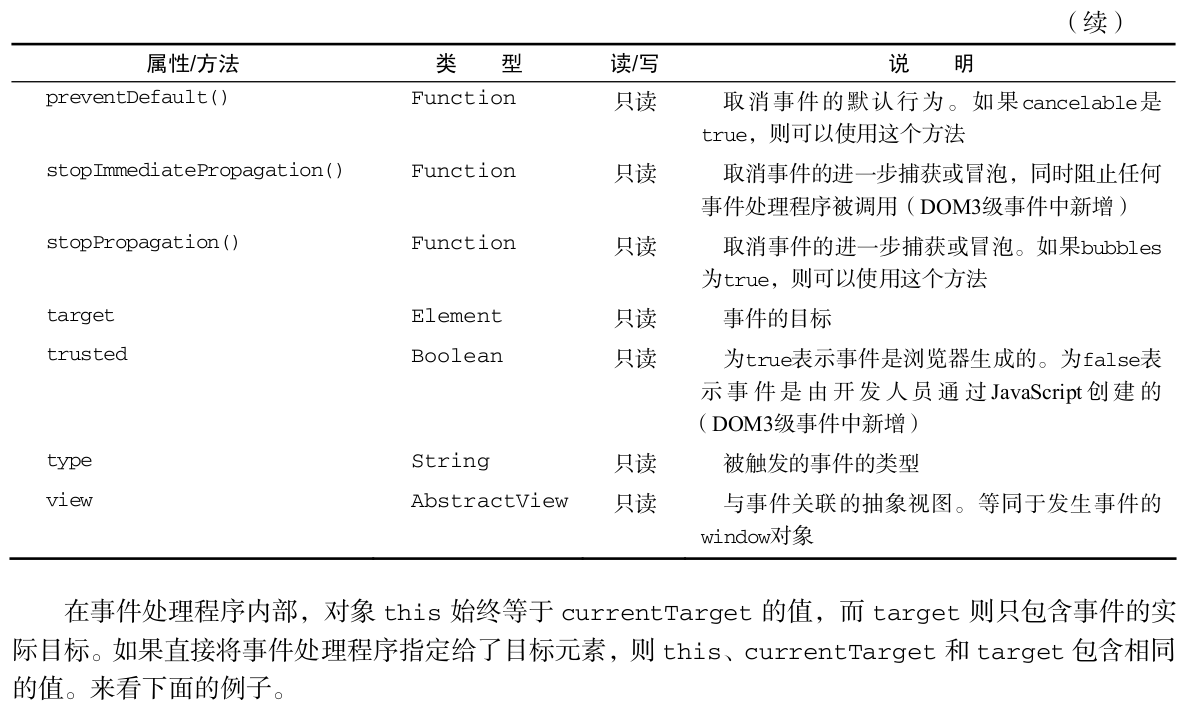 （续）
属性/方法 类 型 读/写 说 明
preventDefault() Function 只读 取消事件的默认行为。如果cancelable是
true，则可以使用这个方法
stopImmediatePropagation() Function 只读 取消事件的进一步捕获或冒泡，同时阻止任何
事件处理程序被调用（DOM3级事件中新增）
stopPropagation() Function 只读 取消事件的进一步捕获或冒泡。如果bubbles
为true，则可以使用这个方法
target Element 只读 事件的目标
trusted Boolean 只读 为true表示事件是浏览器生成的。为false表
示事件是由开发人员通过JavaScript创建的
（DOM3级事件中新增）
type String 只读 被触发的事件的类型
view AbstractView 只读 与事件关联的抽象视图。等同于发生事件的
window对象
在事件处理程序内部，对象 this 始终等于 currentTarget 的值，而 target 则只包含事件的实
际目标。如果直接将事件处理程序指定给了目标元素，则 this、currentTarget 和 target 包含相同
的值。来看下面的例子。